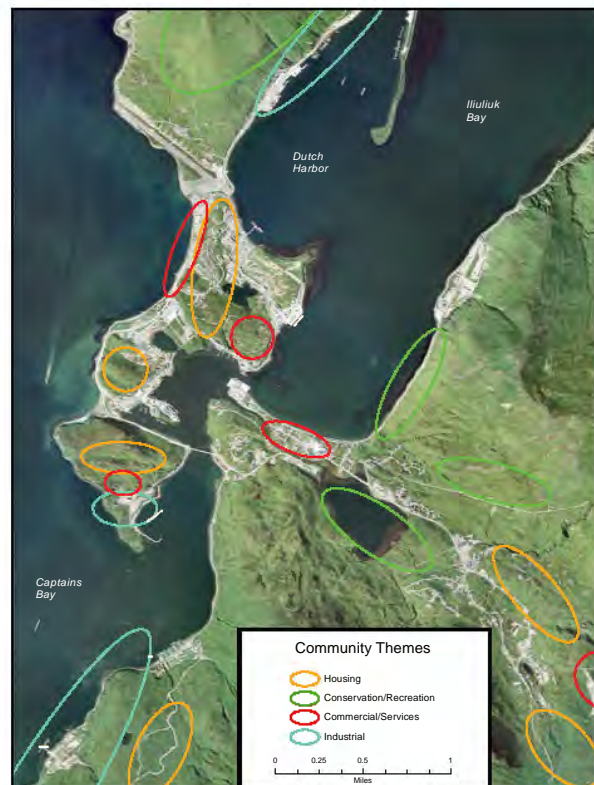 Iliuliuk
Bay
Dutch
Harbor
Captains
Bay
Community Themes
Housing
Conservation/Recreation
Commercial/Services
Industrial
0 0.25 0.5 1
Miles